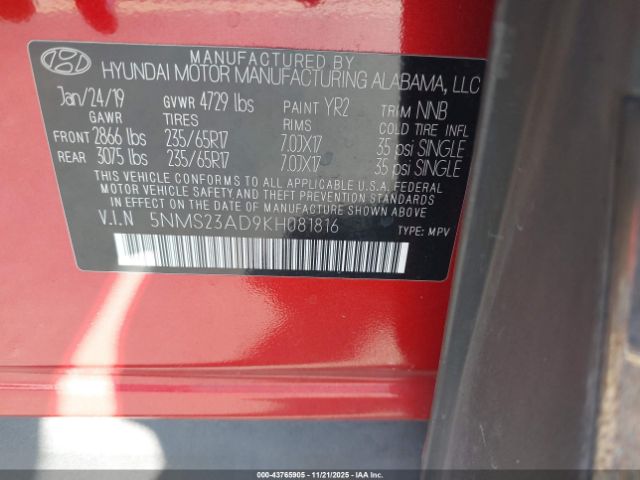 MANUFACTURED BY
HYUNDAI MOTOR MANUFACTURING ALABAMA, LLC
Jan/24/19 GVWR 4729 lbs PAINT YR2 TRIM NNB
GAWR TIRES RIMS COLD TIRE INFL
FRONT 2866 lbs 235/65R17 7.0JX17 35 psi SINGLE
REAR 3075 lbs 235/65R17 7.0JX17 35 psi SINGLE
THIS VEHICLE CONFORMS TO ALL APPLICABLE U.S.A. FEDERAL
MOTOR VEHICLE SAFETY, BUMPER, AND THEFT PREVENTION STANDARDS
IN EFFECT ON THE DATE OF MANUFACTURE SHOWN ABOVE.
V.I.N 5NMS23AD9KH081816
TYPE: MPV
000-43765905 - 11/21/2025 - COPART.COM